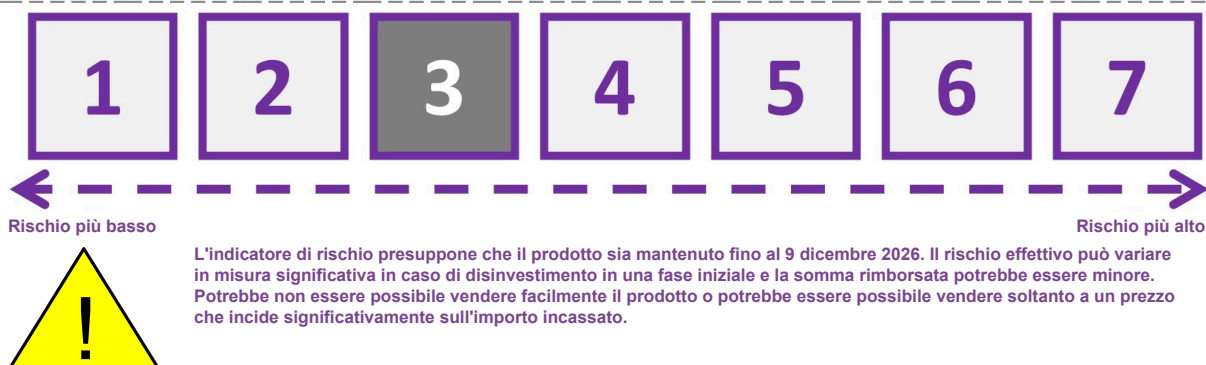 1 2 3 4 5 6 7
Rischio più basso Rischio più alto
L'indicatore di rischio presuppone che il prodotto sia mantenuto fino al 9 dicembre 2026. Il rischio effettivo può variare
in misura significativa in caso di disinvestimento in una fase iniziale e la somma rimborsata potrebbe essere minore.
Potrebbe non essere possibile vendere facilmente il prodotto o potrebbe essere possibile vendere soltanto a un prezzo
che incide significativamente sull'importo incassato.
!